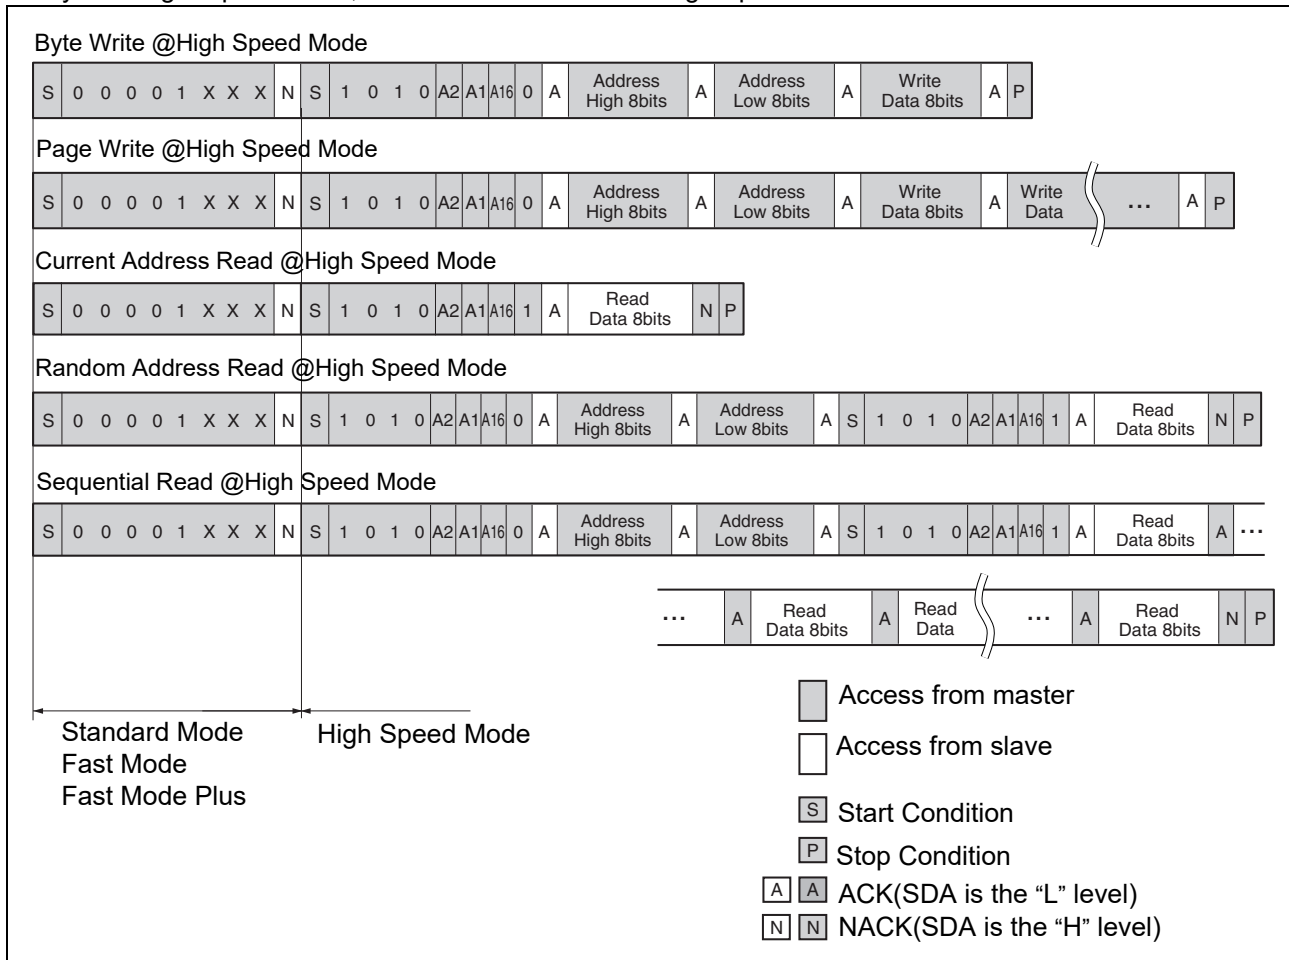 Byte Write @High Speed Mode
S 0 0 0 0 1 X X X N S 1 0 1 0 A2 A1 A16 0 A Address High 8bits A Address Low 8bits A Write Data 8bits A P
Page Write @High Speed Mode
S 0 0 0 0 1 X X X N S 1 0 1 0 A2 A1 A16 0 A Address High 8bits A Address Low 8bits A Write Data 8bits A Write Data ... A P
Current Address Read @High Speed Mode
S 0 0 0 0 1 X X X N S 1 0 1 0 A2 A1 A16 1 A Read Data 8bits N P
Random Address Read @High Speed Mode
S 0 0 0 0 1 X X X N S 1 0 1 0 A2 A1 A16 0 A Address High 8bits A Address Low 8bits A S 1 0 1 0 A2 A1 A16 1 A Read Data 8bits N P
Sequential Read @High Speed Mode
S 0 0 0 0 1 X X X N S 1 0 1 0 A2 A1 A16 0 A Address High 8bits A Address Low 8bits A S 1 0 1 0 A2 A1 A16 1 A Read Data 8bits A ...
... A Read Data 8bits A Read Data ... A Read Data 8bits N P
Standard Mode
Fast Mode
Fast Mode Plus
High Speed Mode
Access from master
Access from slave
S Start Condition
P Stop Condition
A A ACK(SDA is the “L” level)
N N NACK(SDA is the “H” level)